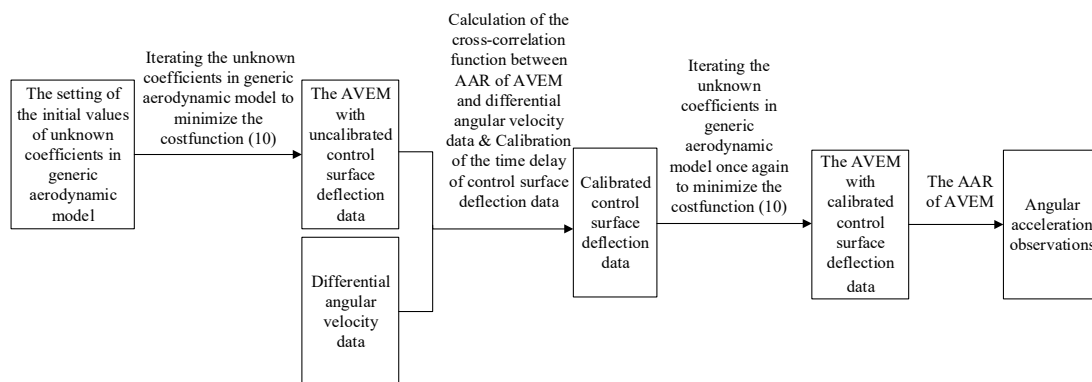 The setting of
the initial values
of unknown
coefficients in
generic
aerodynamic
model
Iterating the unknown
coefficients in generic
aerodynamic model to
minimize the
costfunction (10)
The AVEM
with
uncalibrated
control
surface
deflection
data
Differential
angular
velocity data
Calculation of the
cross-correlation
function between
AAR of AVEM
and differential
angular velocity
data & Calibration
of the time delay
of control surface
deflection data
Calibrated
control
surface
deflection
data
Iterating the
unknown
coefficients in
generic
aerodynamic
model once again
to minimize the
costfunction (10)
The AVEM
with
calibrated
control
surface
deflection
data
The AAR
of AVEM
Angular
acceleration
observations